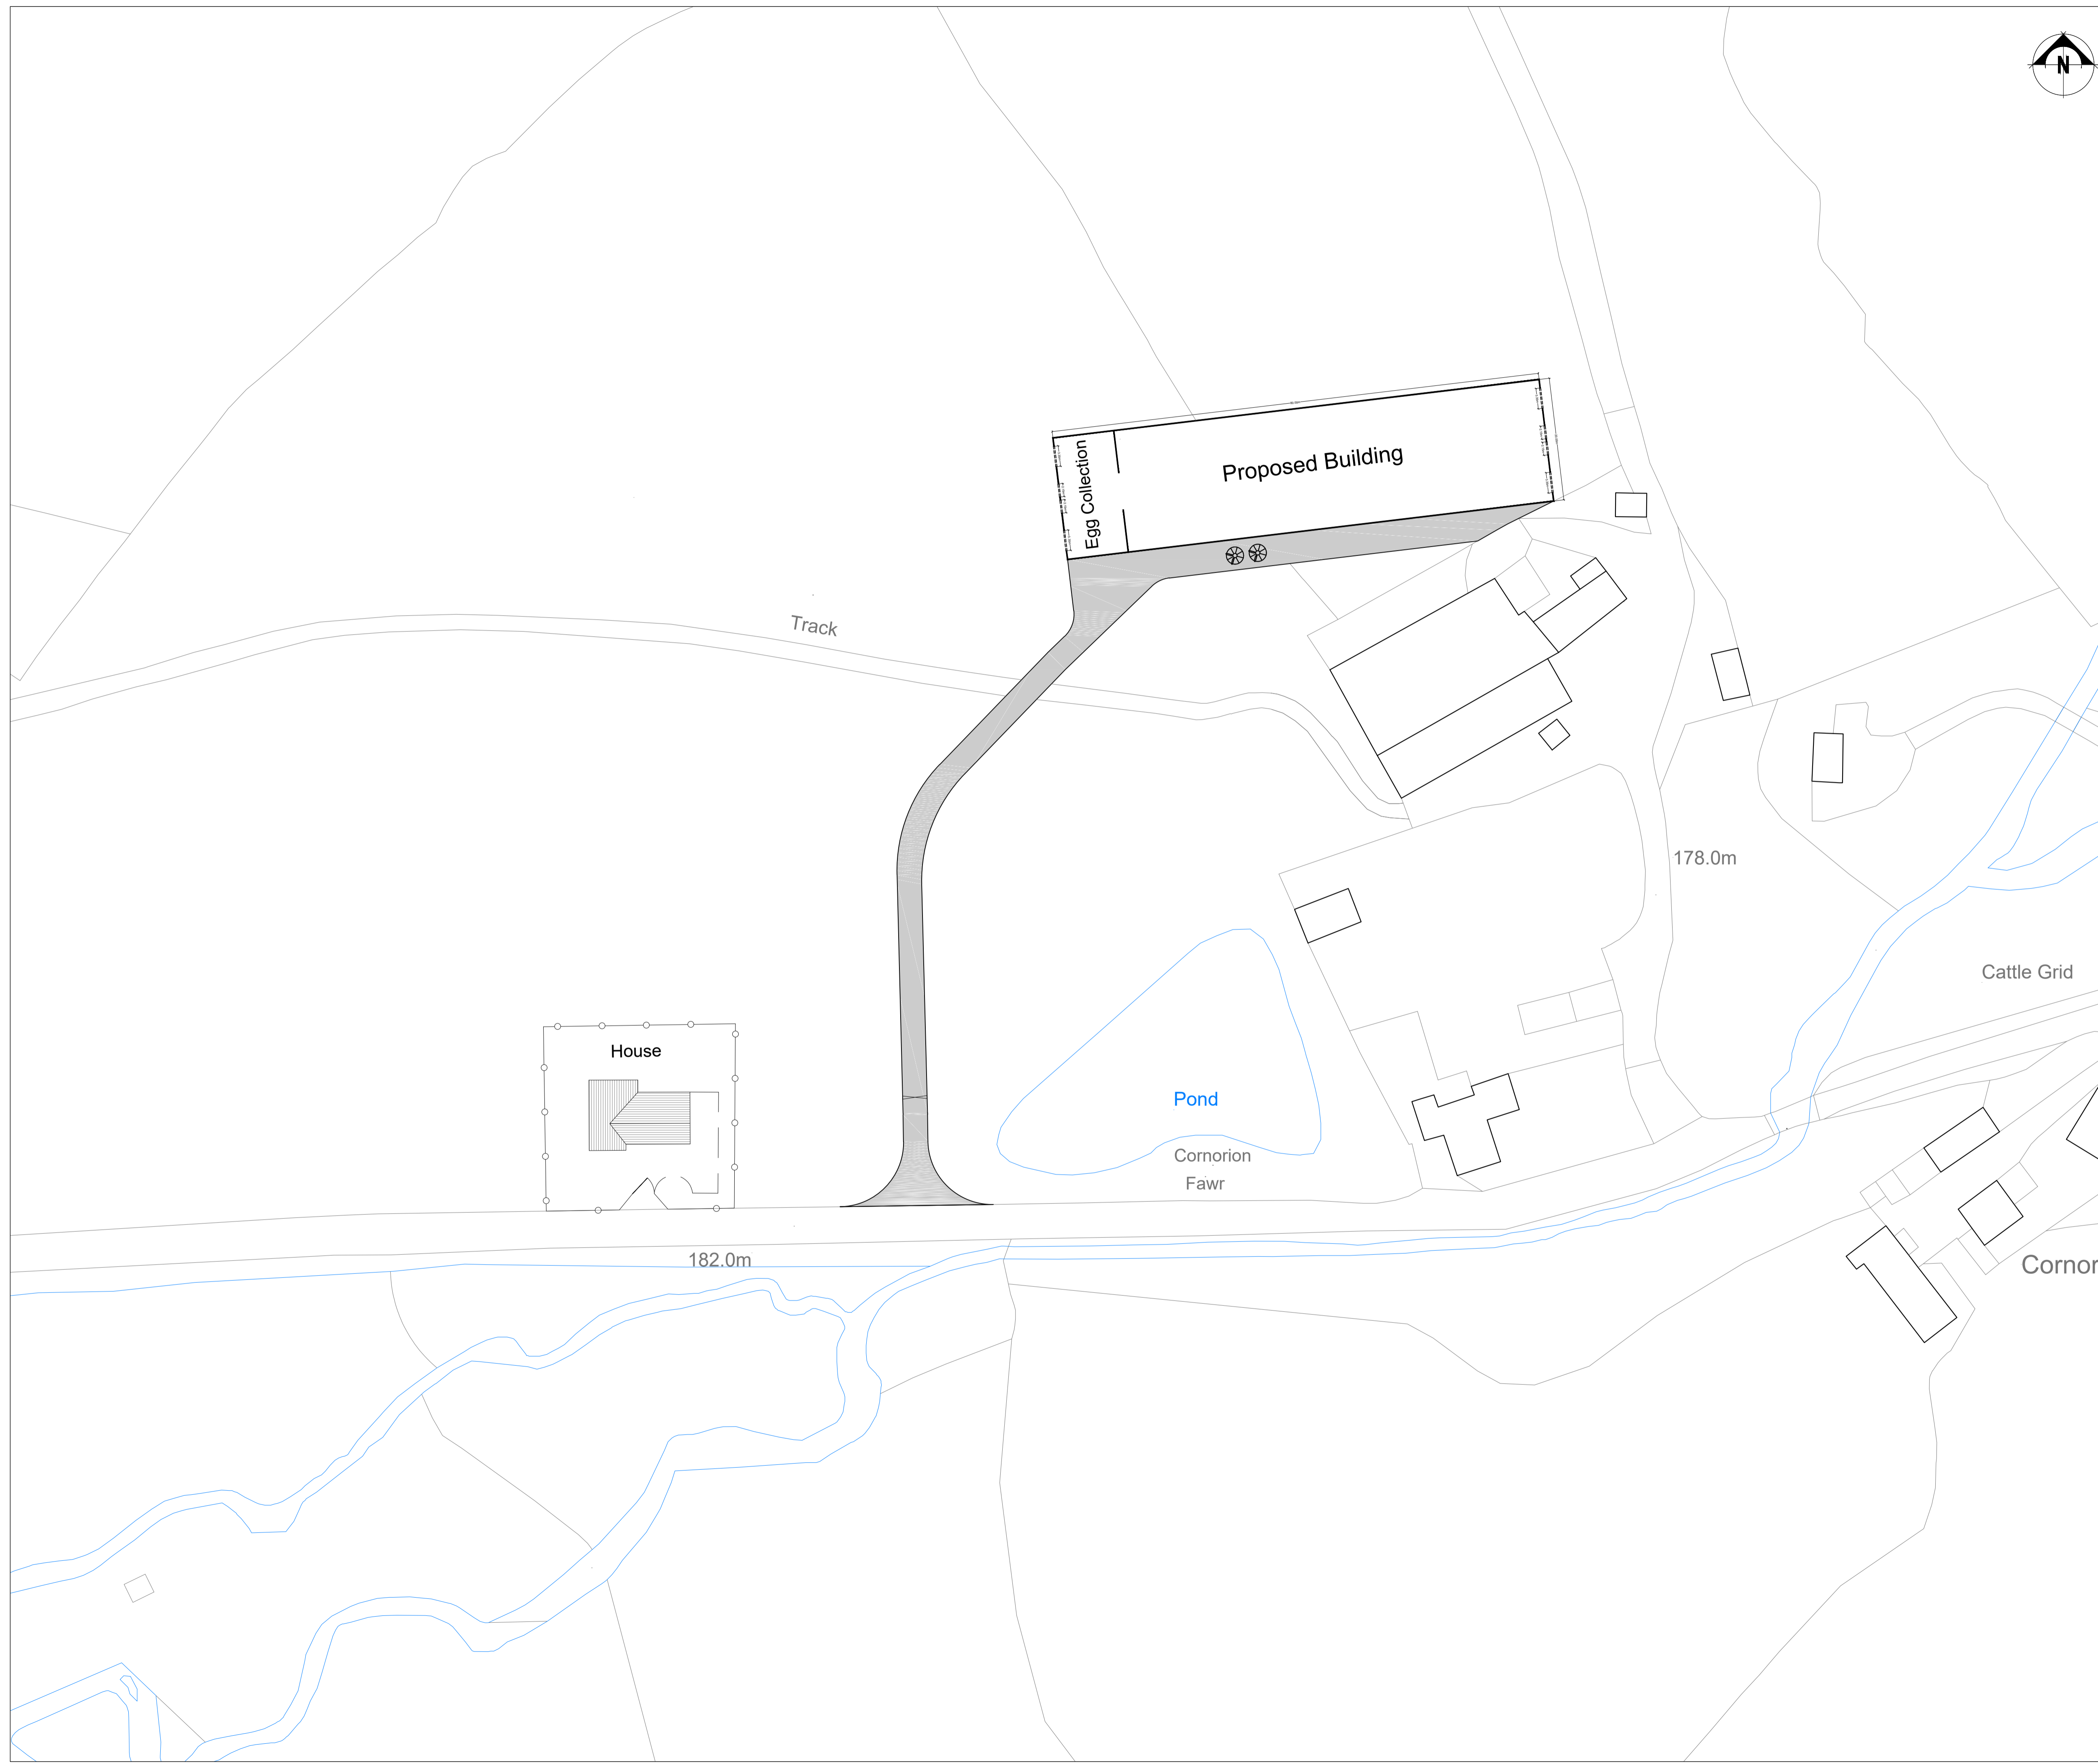 N
Proposed Building
Egg Collection
Track
178.0m
Cattle Grid
House
Pond
Cornorion
Fawr
182.0m
Cornor